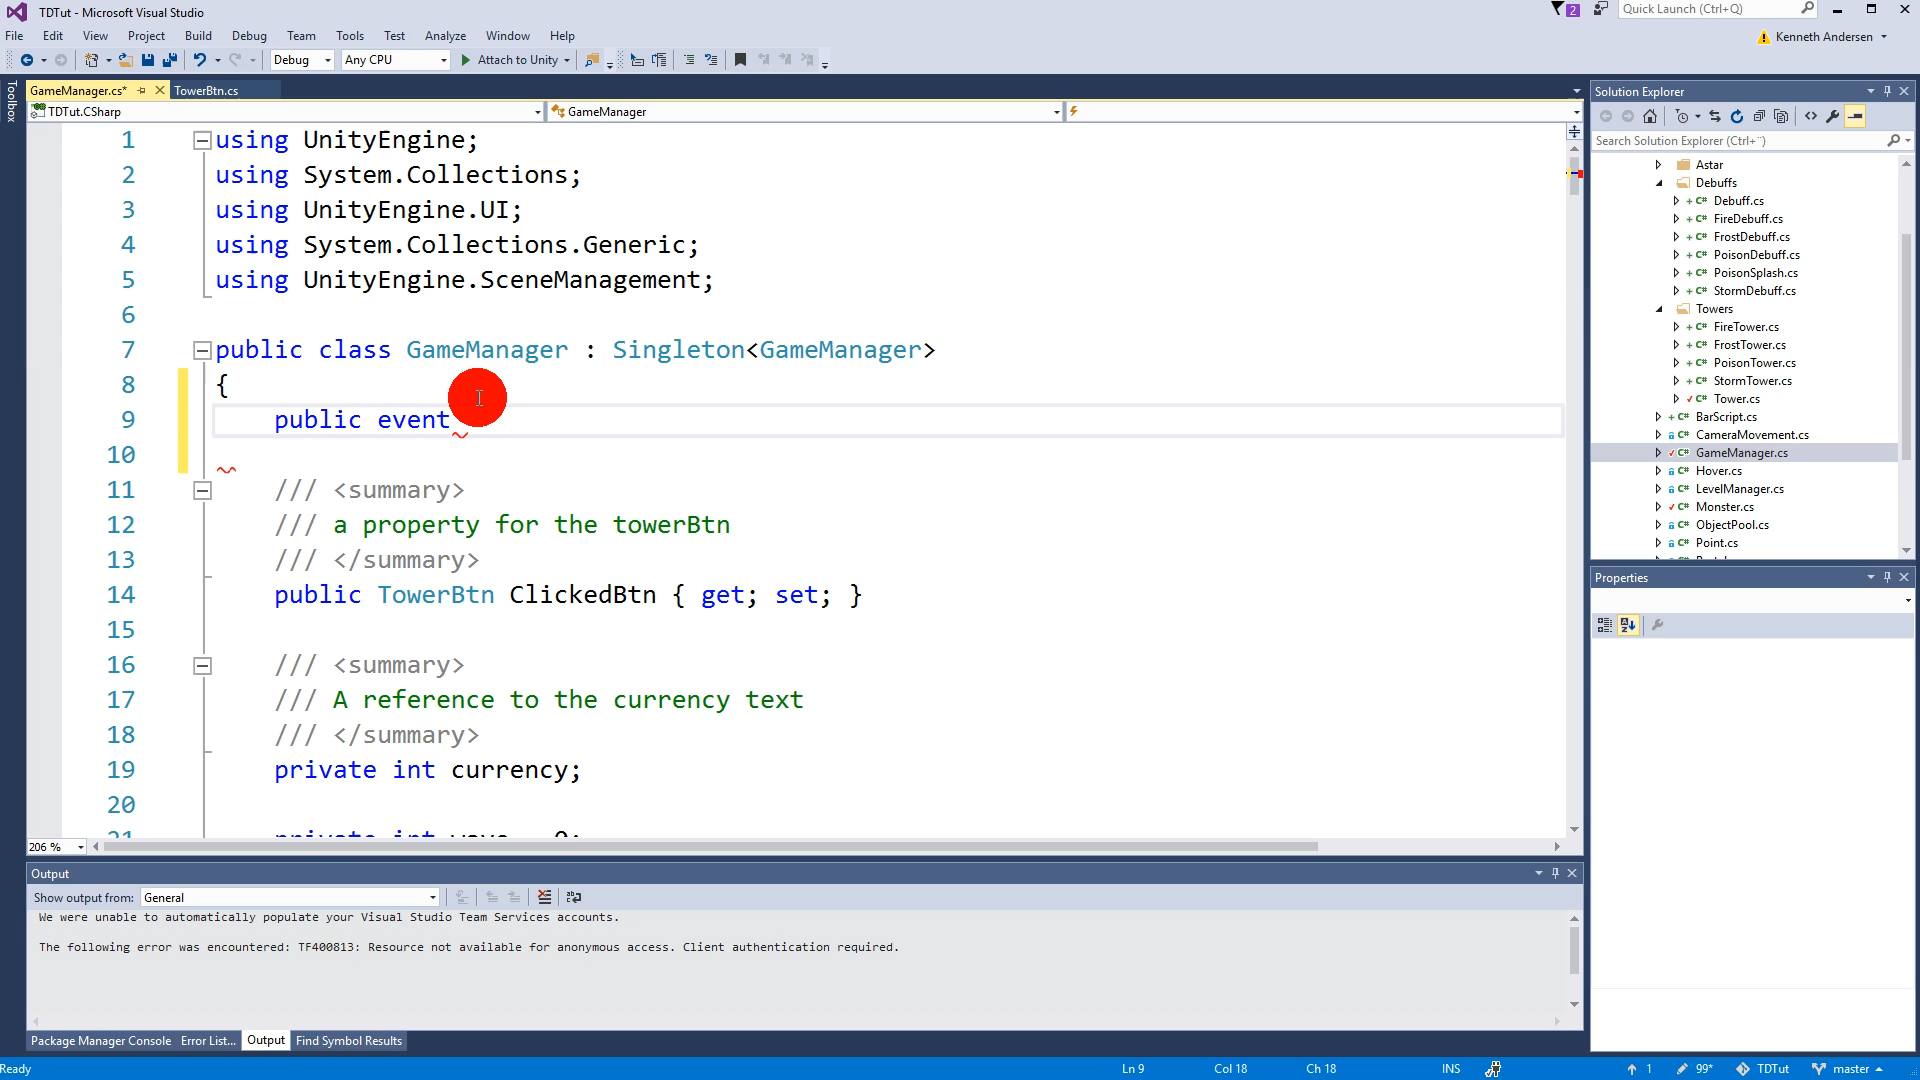 TDTut - Microsoft Visual Studio
2
Quick Launch (Ctrl+Q)
File Edit View Project Build Debug Team Tools Test Analyze Window Help
Kenneth Andersen
Debug Any CPU Attach to Unity
Toolbox
GameManager.cs* TowerBtn.cs
TDTut.CSharp GameManager
1 using UnityEngine;
2 using System.Collections;
3 using UnityEngine.UI;
4 using System.Collections.Generic;
5 using UnityEngine.SceneManagement;
6
7 public class GameManager : Singleton<GameManager>
8 {
9 public event
10
11 /// <summary>
12 /// a property for the towerBtn
13 /// </summary>
14 public TowerBtn ClickedBtn { get; set; }
15
16 /// <summary>
17 /// A reference to the currency text
18 /// </summary>
19 private int currency;
20
21 private int wave = 0;
206 %
Output
Show output from: General
We were unable to automatically populate your Visual Studio Team Services accounts.
The following error was encountered: TF400813: Resource not available for anonymous access. Client authentication required.
Package Manager Console Error List... Output Find Symbol Results
Solution Explorer
Search Solution Explorer (Ctrl+¨)
Astar
Debuffs
C# Debuff.cs
C# FireDebuff.cs
C# FrostDebuff.cs
C# PoisonDebuff.cs
C# PoisonSplash.cs
C# StormDebuff.cs
Towers
C# FireTower.cs
C# FrostTower.cs
C# PoisonTower.cs
C# StormTower.cs
C# Tower.cs
C# BarScript.cs
C# CameraMovement.cs
C# GameManager.cs
C# Hover.cs
C# LevelManager.cs
C# Monster.cs
C# ObjectPool.cs
C# Point.cs
Properties
Ready Ln 9 Col 18 Ch 18 INS 1 99* TDTut master